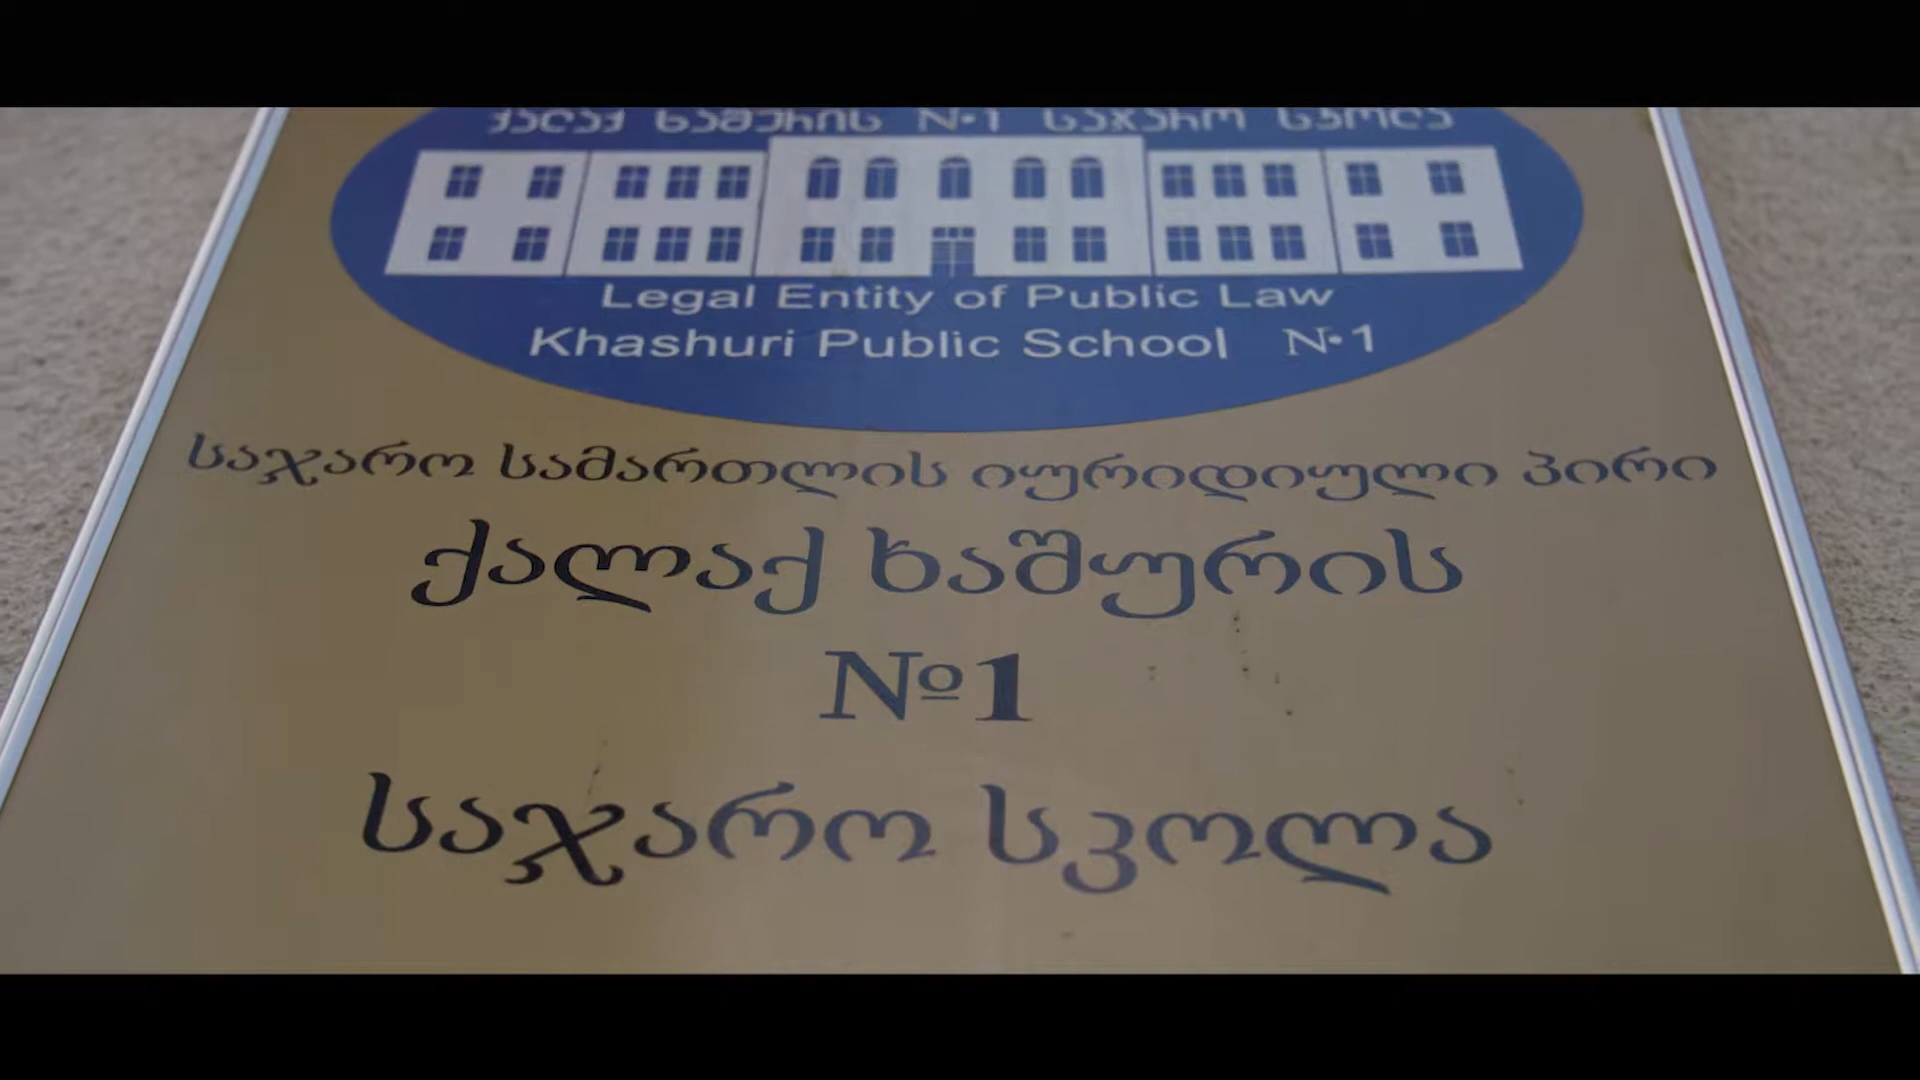 ქალაქ ხაშურის №1 საჯარო სკოლა
Legal Entity of Public Law
Khashuri Public School №1
საჯარო სამართლის იურიდიული პირი
ქალაქ ხაშურის
№1
საჯარო სკოლა